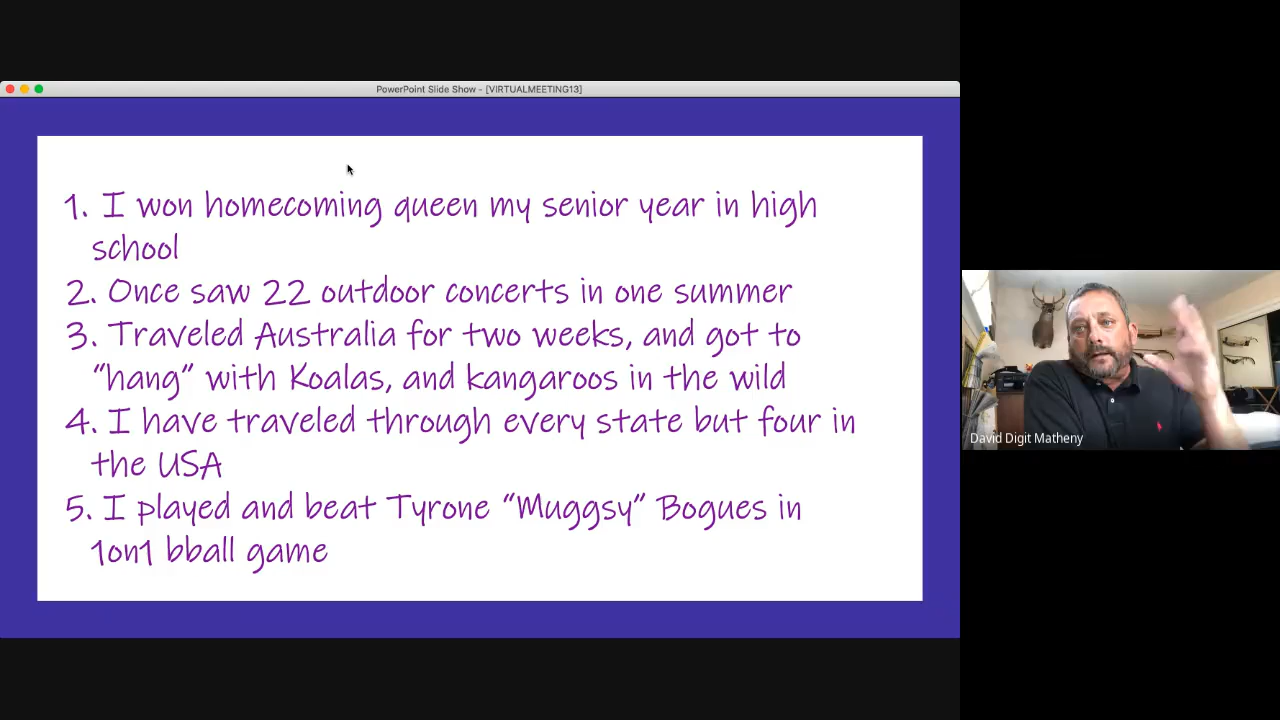 PowerPoint Slide Show - [VIRTUALMEETING13]
1. I won homecoming queen my senior year in high
school
2. Once saw 22 outdoor concerts in one summer
3. Traveled Australia for two weeks, and got to
“hang” with Koalas, and kangaroos in the wild
4. I have traveled through every state but four in
the USA
5. I played and beat Tyrone “Muggsy” Bogues in
1on1 bball game
David Digit Matheny